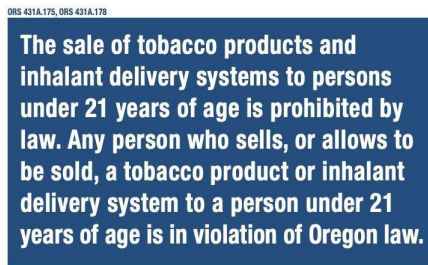 ORS 431A.175, ORS 431A.178
The sale of tobacco products and
inhalant delivery systems to persons
under 21 years of age is prohibited by
law. Any person who sells, or allows to
be sold, a tobacco product or inhalant
delivery system to a person under 21
years of age is in violation of Oregon law.